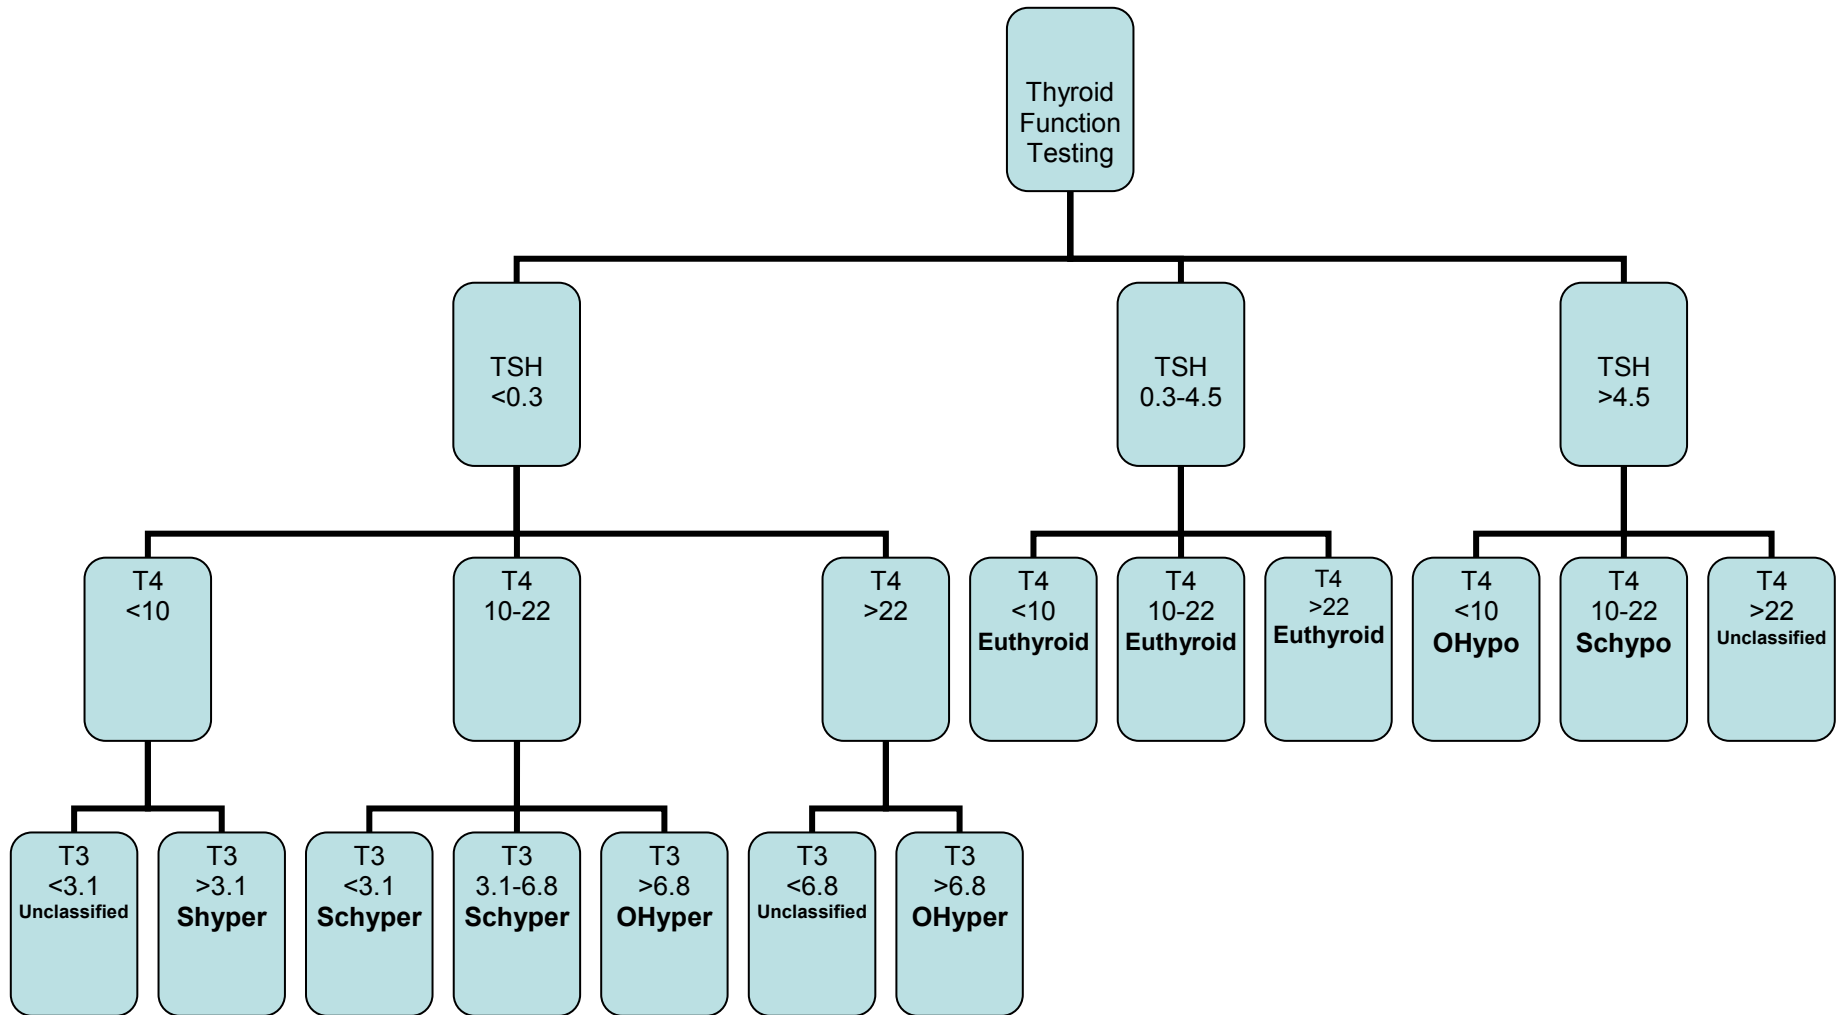 Thyroid
Function
Testing
TSH
<0.3
TSH
0.3-4.5
TSH
>4.5
T4
<10
T4
10-22
T4
>22
T4
<10
Euthyroid
T4
10-22
Euthyroid
T4
>22
Euthyroid
T4
<10
OHypo
T4
10-22
Schypo
T4
>22
Unclassified
T3
<3.1
Unclassified
T3
>3.1
Shyper
T3
<3.1
Schyper
T3
3.1-6.8
Schyper
T3
>6.8
OHyper
T3
<6.8
Unclassified
T3
>6.8
OHyper